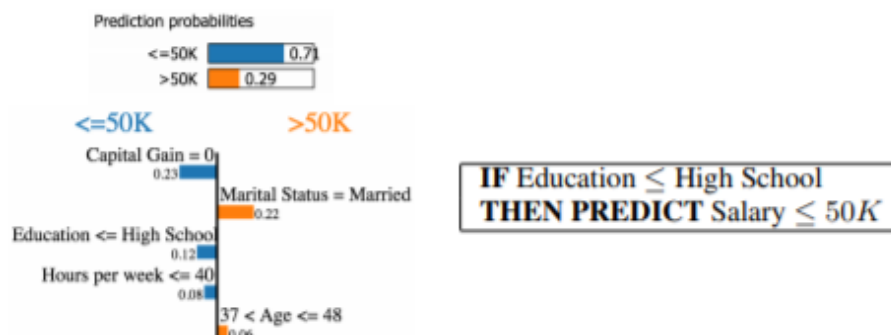 Prediction probabilities
<=50K 0.71
>50K 0.29
<=50K >50K
Capital Gain = 0
0.23
Marital Status = Married
0.22
Education <= High School
0.12
Hours per week <= 40
0.08
37 < Age <= 48
0.06
IF Education ≤ High School
THEN PREDICT Salary ≤ 50K